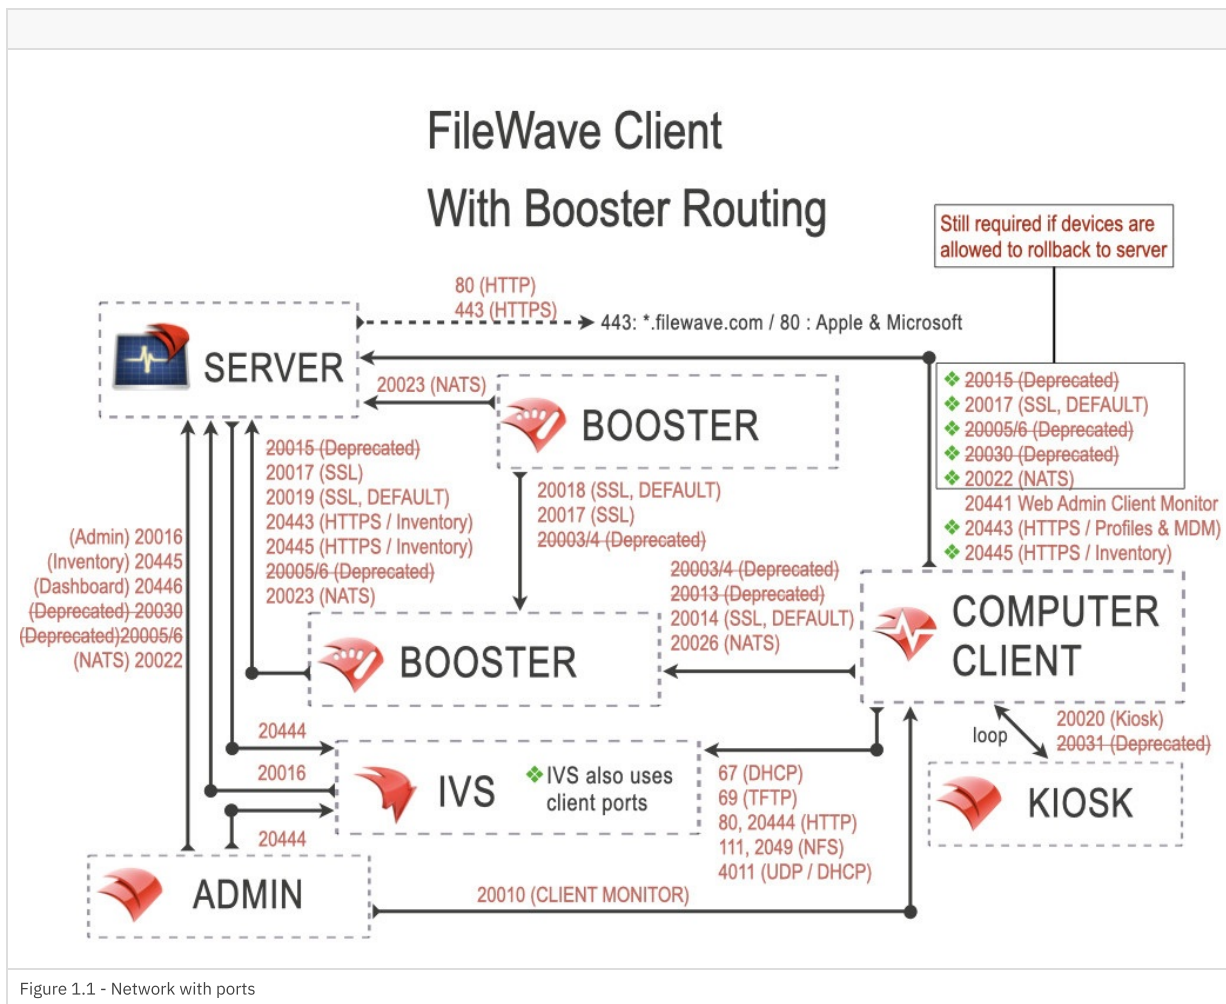 FileWave Client
With Booster Routing
Still required if devices are
allowed to rollback to server
80 (HTTP)
443 (HTTPS)
443: *.filewave.com / 80 : Apple & Microsoft
SERVER
20023 (NATS)
BOOSTER
20015 (Deprecated)
20017 (SSL, DEFAULT)
20005/6 (Deprecated)
20030 (Deprecated)
20022 (NATS)
20441 Web Admin Client Monitor
20443 (HTTPS / Profiles & MDM)
20445 (HTTPS / Inventory)
20015 (Deprecated)
20017 (SSL)
20019 (SSL, DEFAULT)
20443 (HTTPS / Inventory)
20445 (HTTPS / Inventory)
20005/6 (Deprecated)
20023 (NATS)
20018 (SSL, DEFAULT)
20017 (SSL)
20003/4 (Deprecated)
(Admin) 20016
(Inventory) 20445
(Dashboard) 20446
(Deprecated) 20030
(Deprecated)20005/6
(NATS) 20022
20003/4 (Deprecated)
20013 (Deprecated)
20014 (SSL, DEFAULT)
20026 (NATS)
COMPUTER
CLIENT
BOOSTER
20444
20016
20444
IVS
IVS also uses
client ports
67 (DHCP)
69 (TFTP)
80, 20444 (HTTP)
111, 2049 (NFS)
4011 (UDP / DHCP)
loop
20020 (Kiosk)
20031 (Deprecated)
KIOSK
ADMIN
20010 (CLIENT MONITOR)
Figure 1.1 - Network with ports